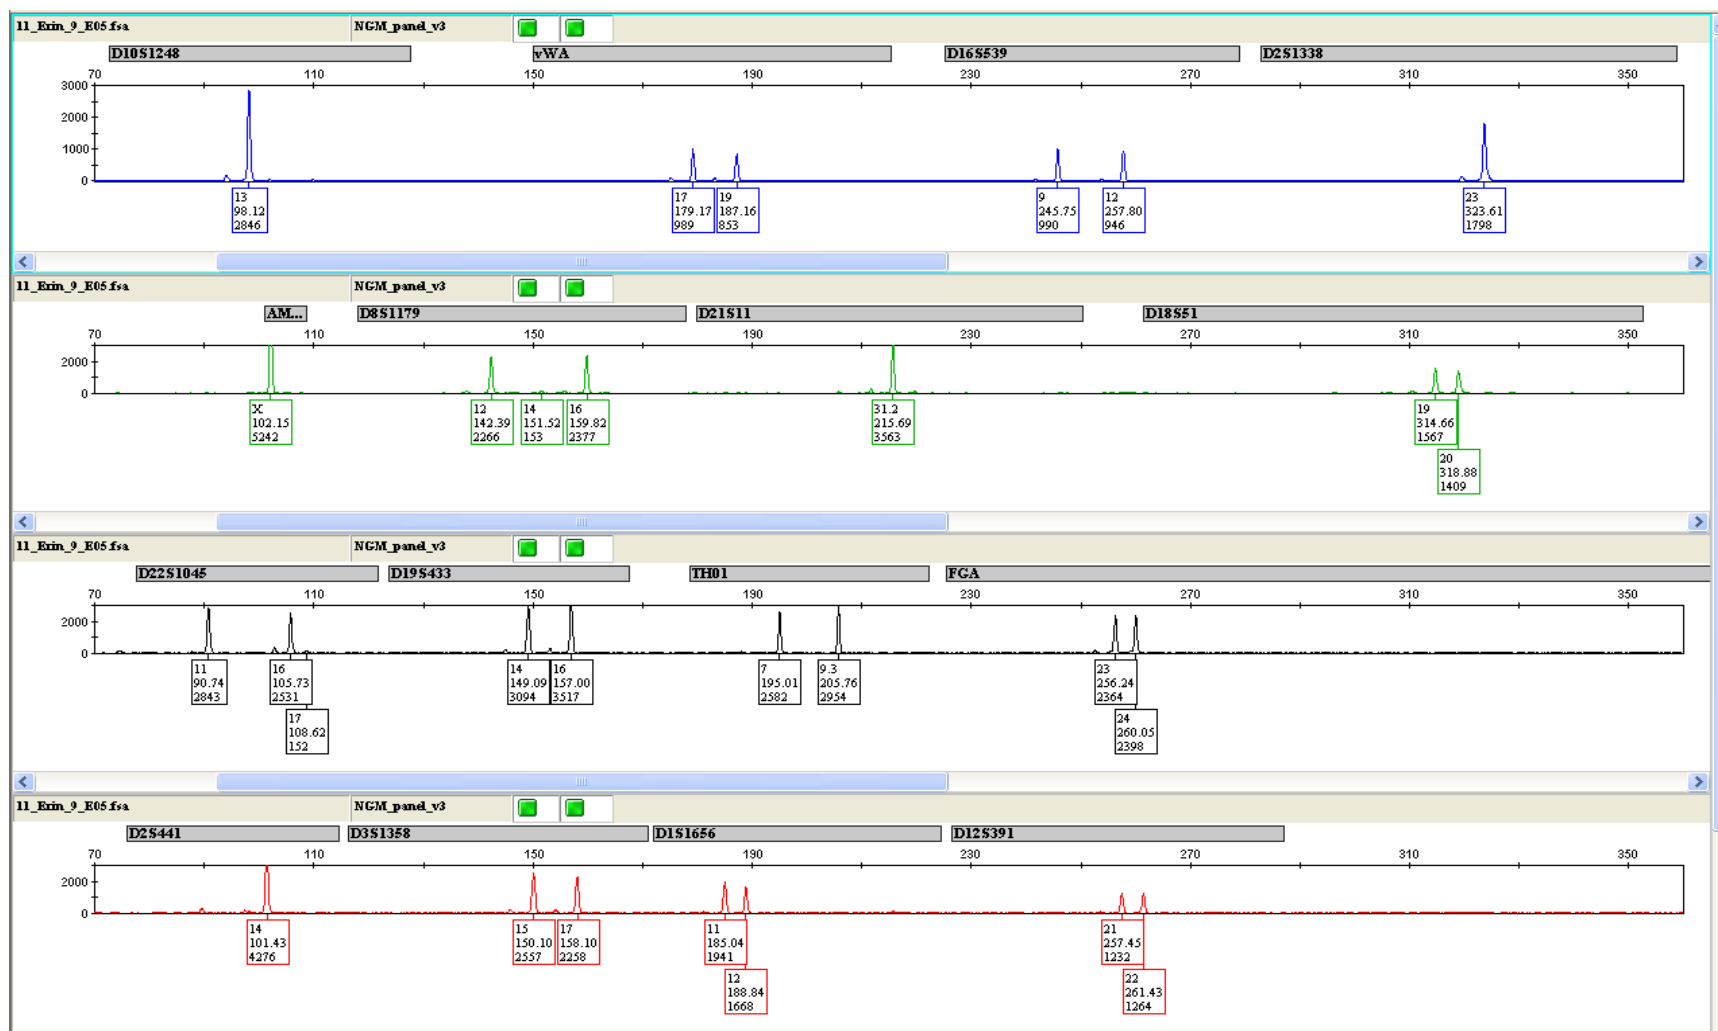 11_Erin_9_E05.fsa NGM_panel_v3
D10S1248 vWA D16S539 D2S1338
70 110 150 190 230 270 310 350
3000
2000
1000
0
13 17 19 9 12 23
98.12 179.17 187.16 245.75 257.80 323.61
2846 989 853 990 946 1798
11_Erin_9_E05.fsa NGM_panel_v3
AM... D8S1179 D21S11 D18S51
70 110 150 190 230 270 310 350
2000
0
X 12 14 16 31.2 19
102.15 142.39 151.52 159.82 215.69 314.66
5242 2266 153 2377 3563 1567
20
318.88
1409
11_Erin_9_E05.fsa NGM_panel_v3
D22S1045 D19S433 TH01 FGA
70 110 150 190 230 270 310 350
2000
0
11 16 14 16 7 9.3 23
90.74 105.73 149.09 157.00 195.01 205.76 256.24
2843 2531 3094 3517 2582 2954 2364
17 24
108.62 260.05
152 2398
11_Erin_9_E05.fsa NGM_panel_v3
D2S441 D3S1358 D1S1656 D12S391
70 110 150 190 230 270 310 350
2000
0
14 15 17 11 21
101.43 150.10 158.10 185.04 257.45
4276 2557 2258 1941 1232
12 22
188.84 261.43
1668 1264